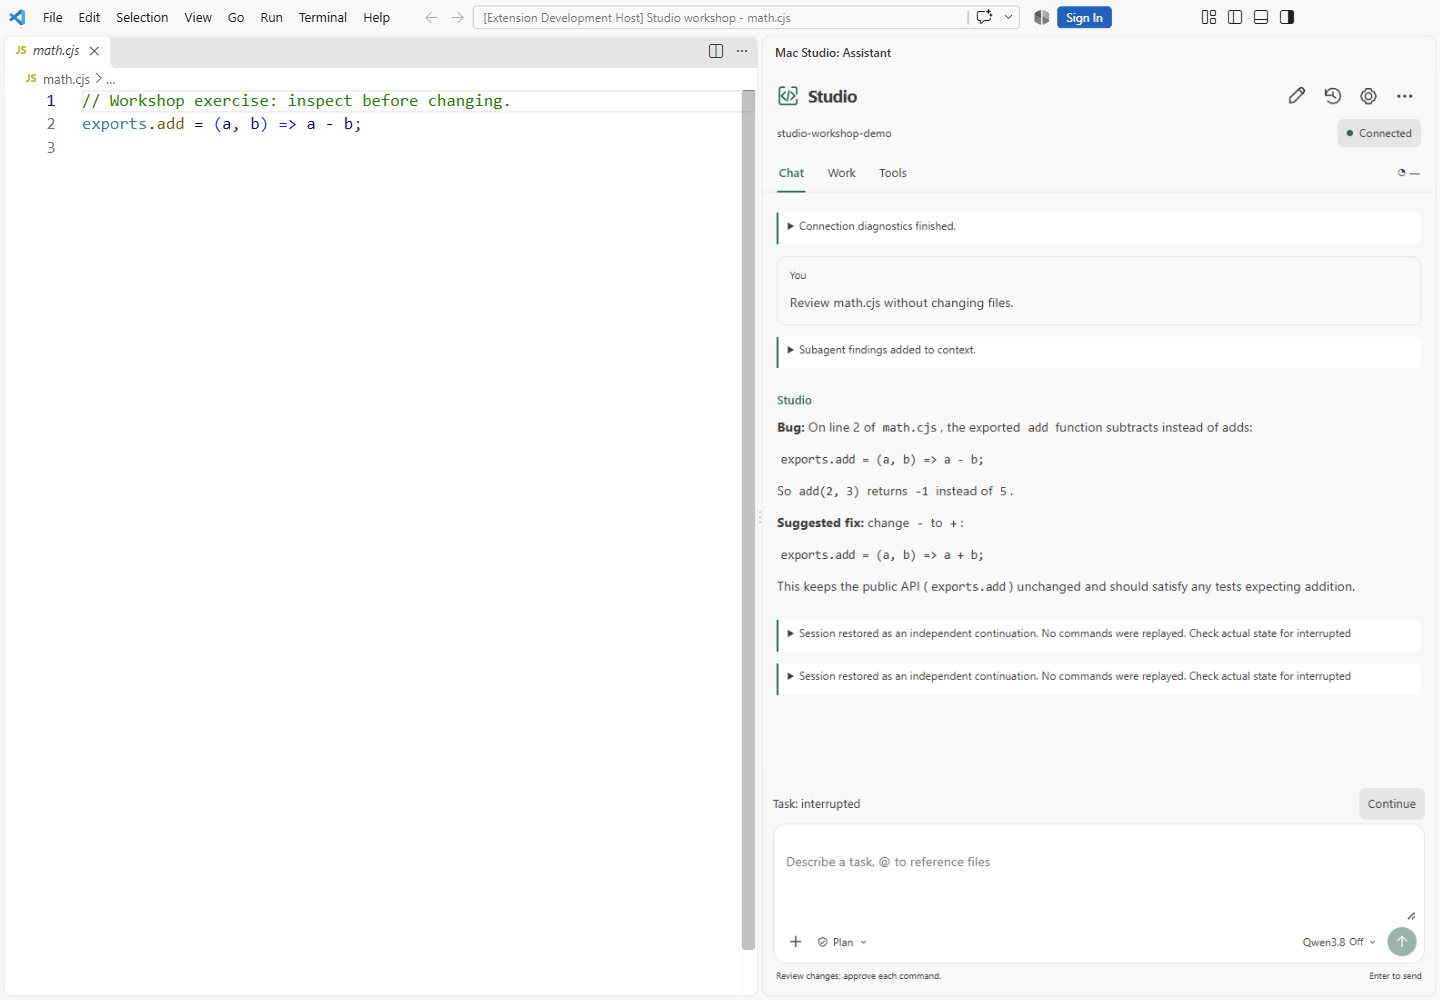 File Edit Selection View Go Run Terminal Help
[Extension Development Host] Studio workshop - math.cjs
Sign In
JS math.cjs
JS math.cjs > ...
1 // Workshop exercise: inspect before changing.
2 exports.add = (a, b) => a - b;
3
Mac Studio: Assistant
Studio
studio-workshop-demo
Connected
Chat Work Tools
Connection diagnostics finished.
You
Review math.cjs without changing files.
Subagent findings added to context.
Studio
Bug: On line 2 of math.cjs, the exported add function subtracts instead of adds:
exports.add = (a, b) => a - b;
So add(2, 3) returns -1 instead of 5.
Suggested fix: change - to +:
exports.add = (a, b) => a + b;
This keeps the public API (exports.add) unchanged and should satisfy any tests expecting addition.
Session restored as an independent continuation. No commands were replayed. Check actual state for interrupted
Session restored as an independent continuation. No commands were replayed. Check actual state for interrupted
Task: interrupted
Continue
Describe a task, @ to reference files
Plan
Qwen3.8 Off
Review changes; approve each command.
Enter to send